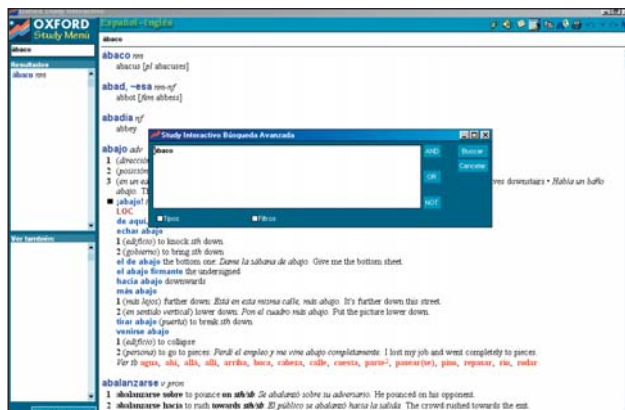 OXFORD
Study Menú
Español-Inglés
ábaco
ábaco
Resultados
ábaco nm
Ver también:
ábaco nm
abacus [pl abacuses]
abad, ~esa nm-nf
abbot [fem abbess]
abadía nf
abbey
abajo adv
1 (dirección
2 (posición
3 (en un
downstairs • Había un baño
abajo.
■ ¡abajo!
LOC
de aquí,
echar abajo
1 (edificio) to knock sth down
2 (gobierno) to bring sth down
el de abajo the bottom one: Dame la sábana de abajo. Give me the bottom sheet.
el abajo firmante the undersigned
hacia abajo downwards
más abajo
1 (más lejos) further down: Está en esta misma calle, más abajo. It's further down this street.
2 (en sentido vertical) lower down: Pon el cuadro más abajo. Put the picture lower down.
tirar abajo (puerta) to break sth down
venirse abajo
1 (edificio) to collapse
2 (persona) to go to pieces: Perdí el empleo y me vine abajo completamente. I lost my job and went completely to pieces.
Ver tb agua, ahí, allá, allí, arriba, boca, cabeza, calle, cuesta, parte², patear(se), piso, repasar, río, rodar
abalanzarse v pron
1 abalanzarse sobre to pounce on sth/sb: Se abalanzó sobre su adversario. He pounced on his opponent.
2 abalanzarse hacia to rush towards sth/sb: El público se abalanzó hacia la salida. The crowd rushed towards the exit.
Study Interactivo Búsqueda Avanzada
ábaco
AND
OR
NOT
Buscar
Cancelar
Tipos
Filtros